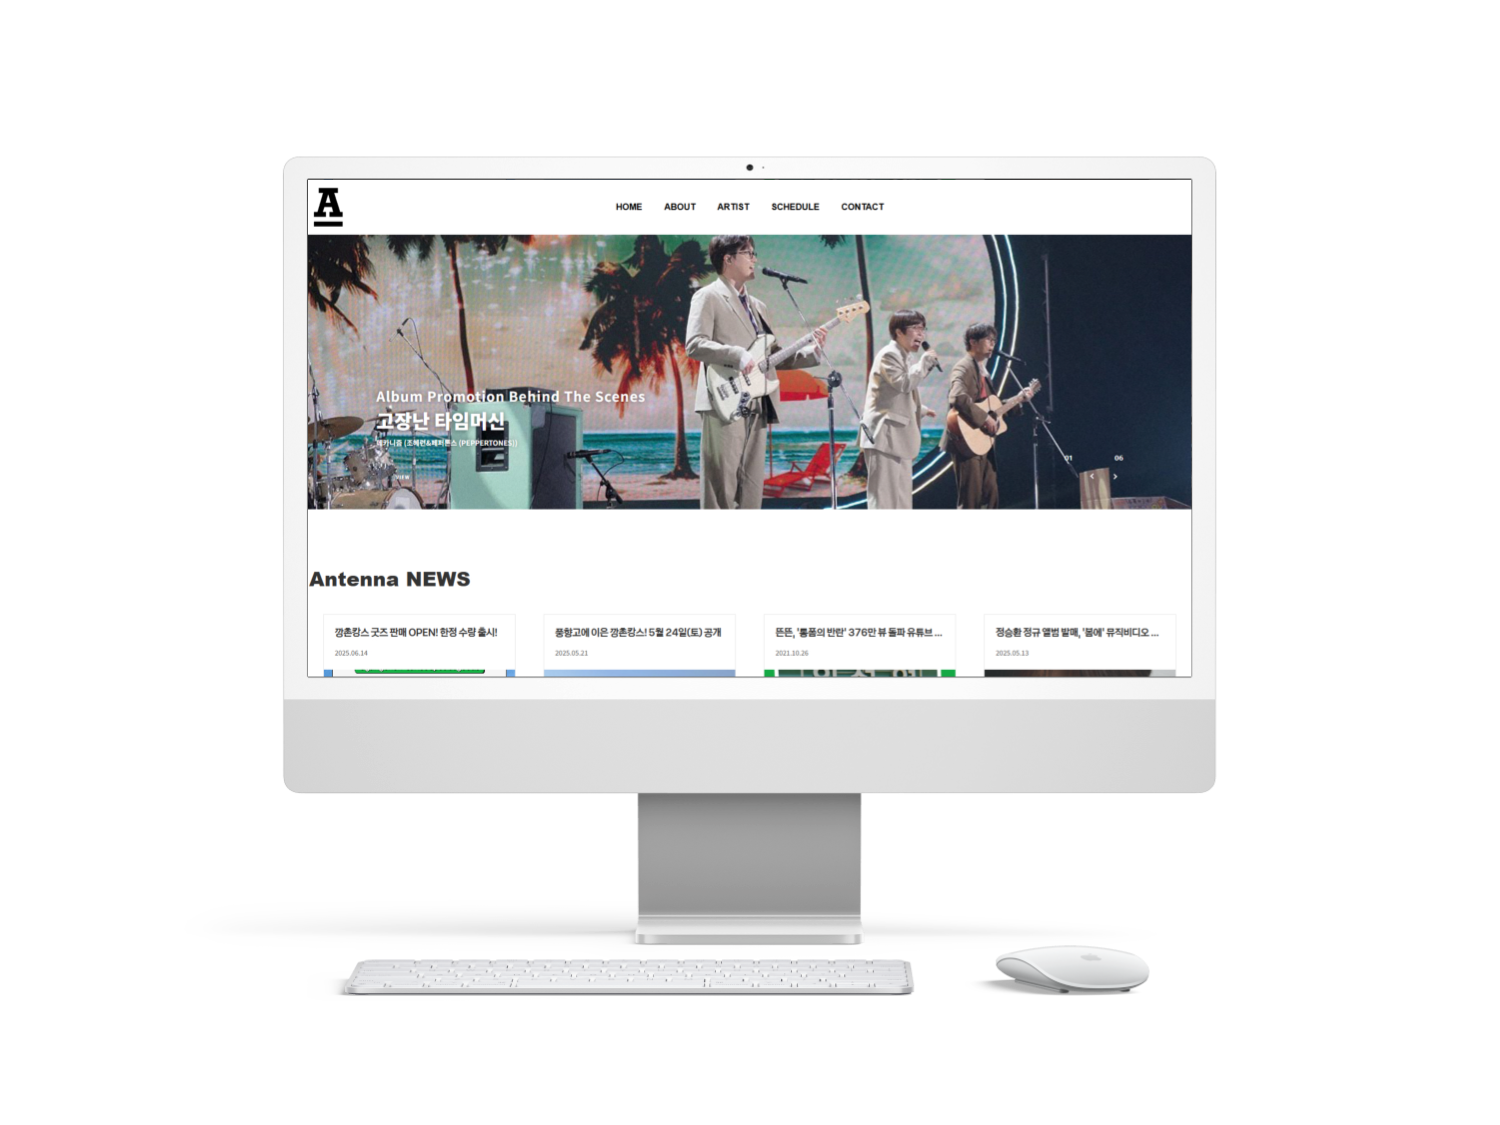 A
HOME ABOUT ARTIST SCHEDULE CONTACT
Album Promotion Behind The Scenes
고장난 타임머신
(조혜련&페퍼톤스 (PEPPERTONES))
VIEW
01 06
Antenna NEWS
깡촌캉스 굿즈 판매 OPEN! 한정 수량 출시!
2025.06.14
풍향고에 이은 깡촌캉스! 5월 24일(토) 공개
2025.05.21
뜬뜬, '롱폼의 반란' 376만 뷰 돌파 유튜브 ...
2021.10.26
정승환 정규 앨범 발매, '봄에' 뮤직비디오 ...
2025.05.13